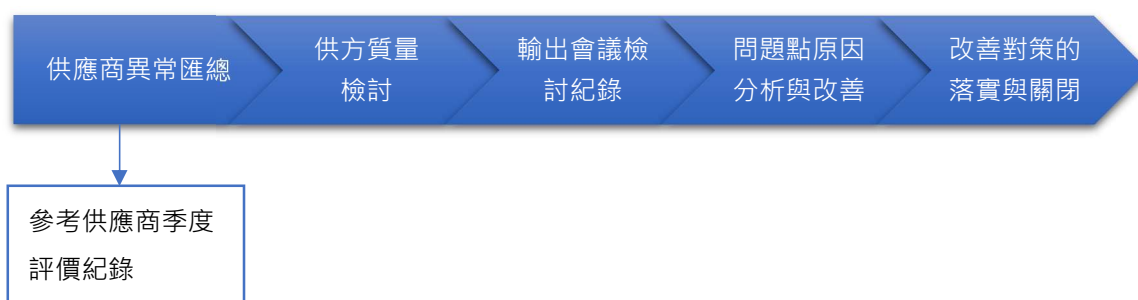 供應商異常匯總
供方質量
檢討
輸出會議檢
討紀錄
問題點原因
分析與改善
改善對策的
落實與關閉
參考供應商季度
評價紀錄